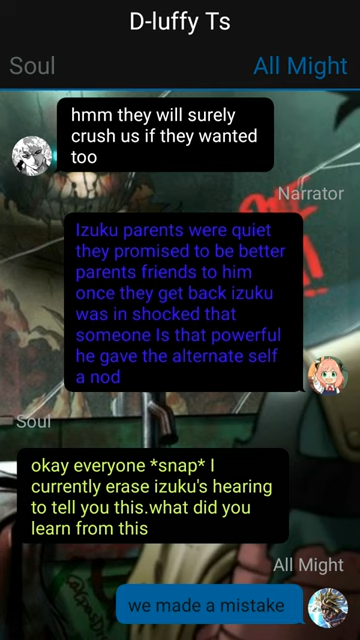 D-luffy Ts
Soul
All Might
hmm they will surely
crush us if they wanted
too
Narrator
Izuku parents were quiet
they promised to be better
parents friends to him
once they get back izuku
was in shocked that
someone Is that powerful
he gave the alternate self
a nod
Soul
okay everyone *snap* I
currently erase izuku's hearing
to tell you this.what did you
learn from this
All Might
we made a mistake